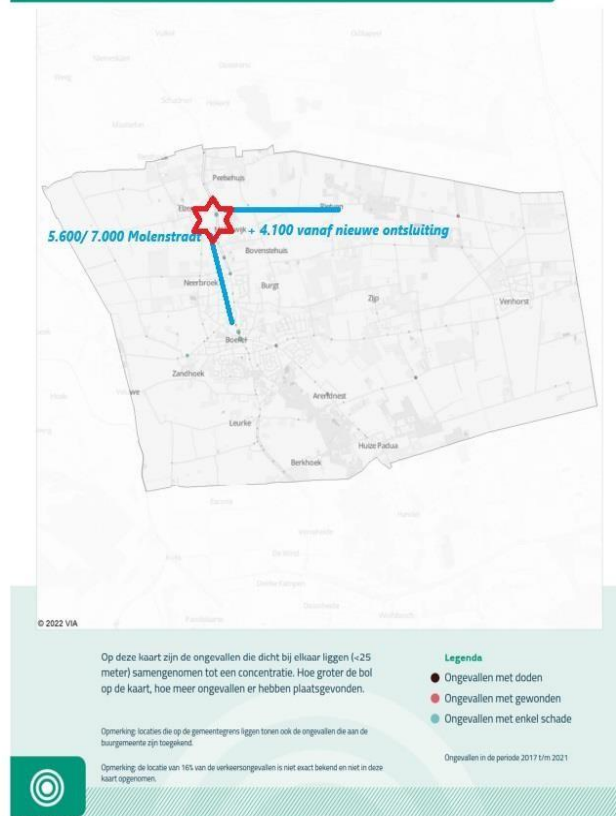 Perbehuis
5.600/ 7.000 Molenstraat
+ 4.100 vanaf nieuwe ontsluiting
Bovenstehuis
Neerbroek
Burgt
Zijp
Venhorst
Boekel
Zandhoek
Arendnest
Leurke
Huize Padua
Berkhoek
© 2022 VIA
Op deze kaart zijn de ongevallen die dicht bij elkaar liggen (<25
meter) samengenomen tot een concentratie. Hoe groter de bol
op de kaart, hoe meer ongevallen er hebben plaatsgevonden.
Opmerking: locaties die op de gemeentegrens liggen tonen ook de ongevallen die aan de
buurgemeente zijn toegekend.
Opmerking: de locatie van 16% van de verkeersongevallen is niet exact bekend en niet in deze
kaart opgenomen.
Legenda
Ongevallen met doden
Ongevallen met gewonden
Ongevallen met enkel schade
Ongevallen in de periode 2017 t/m 2021